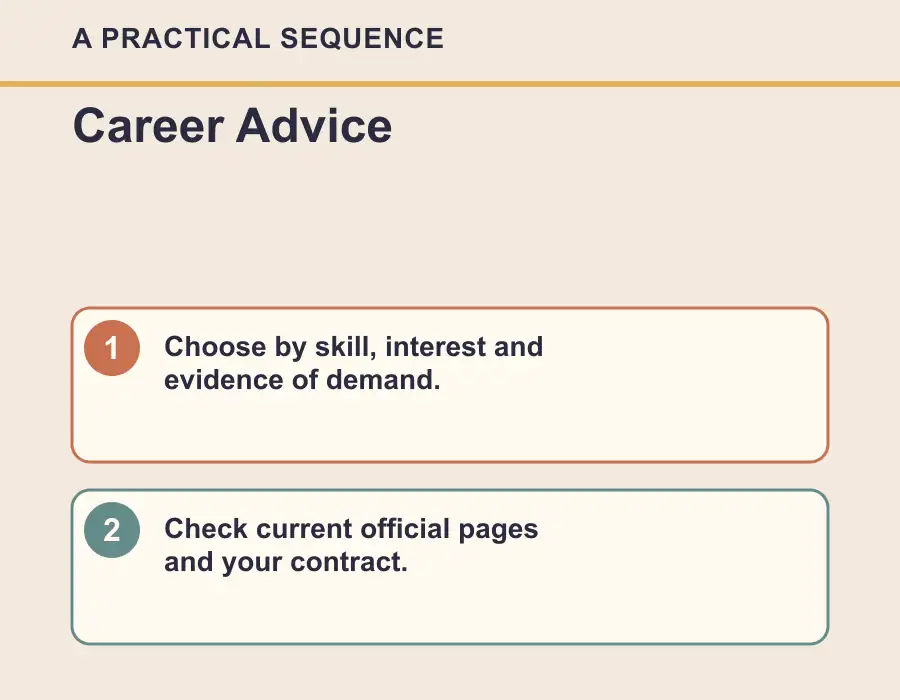 A PRACTICAL SEQUENCE
Career Advice
1
Choose by skill, interest and
evidence of demand.
2
Check current official pages
and your contract.